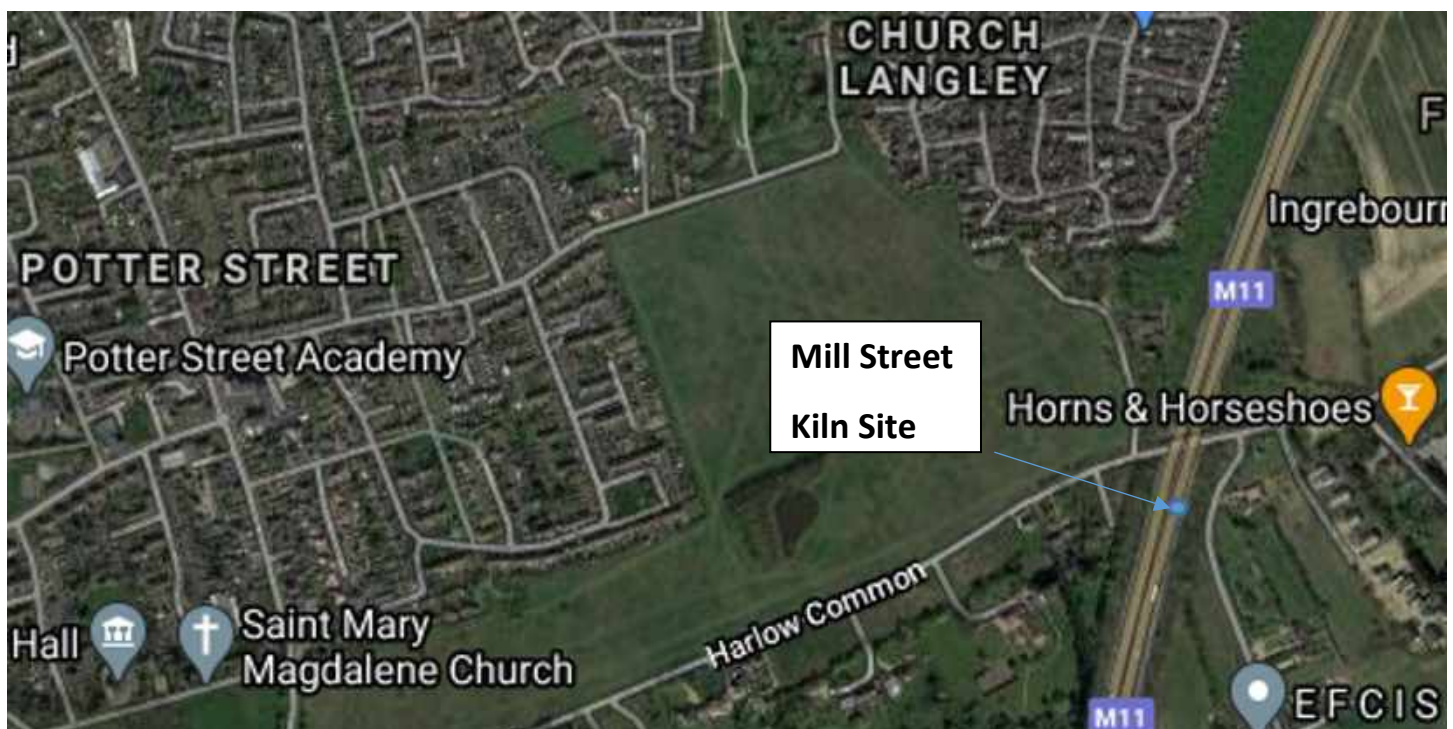 CHURCH
LANGLEY
Ingrebourn
POTTER STREET
M11
Potter Street Academy
Mill Street
Kiln Site
Horns & Horseshoes
Harlow Common
Hall
Saint Mary
Magdalene Church
M11
EFCIS